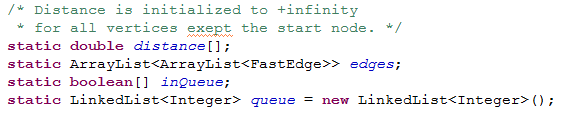 /* Distance is initialized to +infinity
 * for all vertices exept the start node. */
static double distance[];
static ArrayList<ArrayList<FastEdge>> edges;
static boolean[] inQueue;
static LinkedList<Integer> queue = new LinkedList<Integer>();